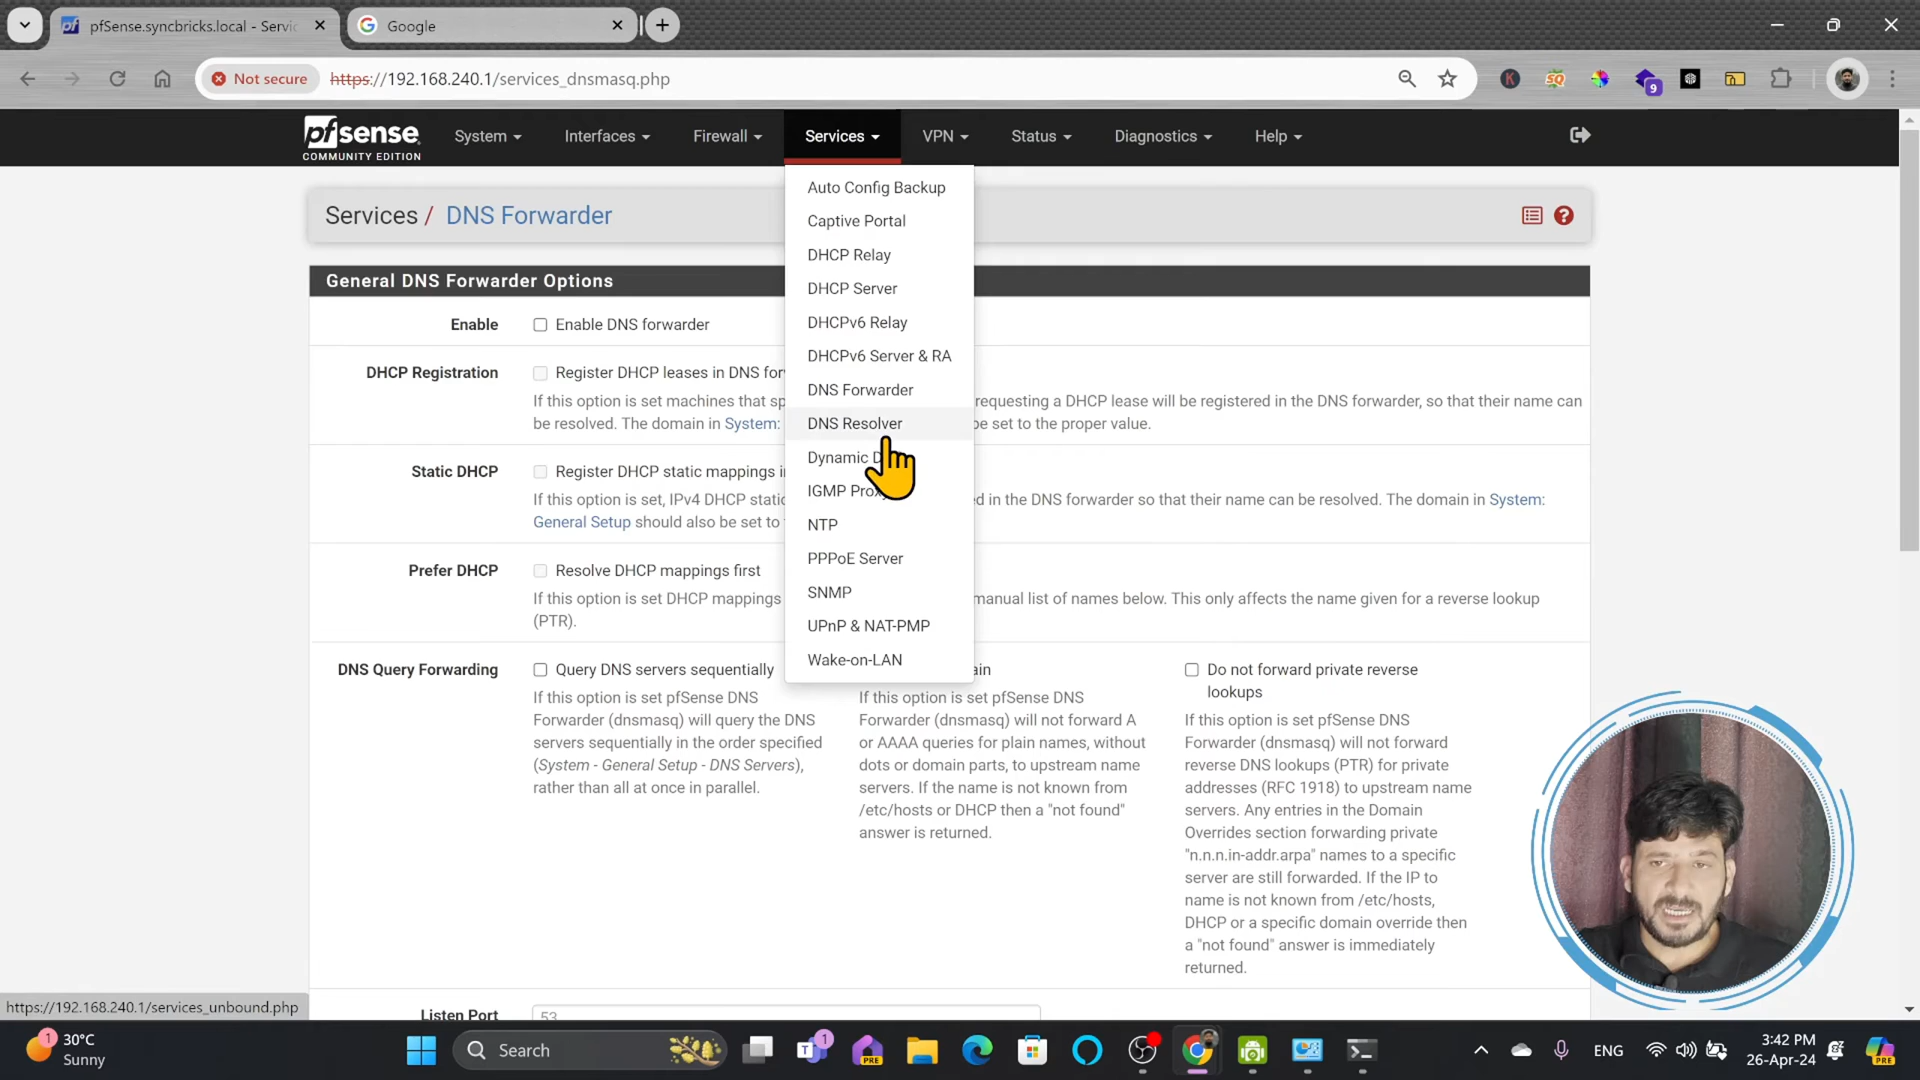 pfSense.syncbricks.local - Servic
Google
Not secure
https://192.168.240.1/services_dnsmasq.php
9
pfsense
COMMUNITY EDITION
System
Interfaces
Firewall
Services
VPN
Status
Diagnostics
Help
Auto Config Backup
Captive Portal
DHCP Relay
DHCP Server
DHCPv6 Relay
DHCPv6 Server & RA
DNS Forwarder
DNS Resolver
Dynamic D
IGMP Proxy
NTP
PPPoE Server
SNMP
UPnP & NAT-PMP
Wake-on-LAN
Services / DNS Forwarder
General DNS Forwarder Options
Enable
Enable DNS forwarder
DHCP Registration
Register DHCP leases in DNS for
If this option is set machines that sp requesting a DHCP lease will be registered in the DNS forwarder, so that their name can
be resolved. The domain in System: be set to the proper value.
Static DHCP
Register DHCP static mappings i
If this option is set, IPv4 DHCP static d in the DNS forwarder so that their name can be resolved. The domain in System:
General Setup should also be set to
Prefer DHCP
Resolve DHCP mappings first
If this option is set DHCP mappings manual list of names below. This only affects the name given for a reverse lookup
(PTR).
DNS Query Forwarding
Query DNS servers sequentially
If this option is set pfSense DNS
Forwarder (dnsmasq) will query the DNS
servers sequentially in the order specified
(System - General Setup - DNS Servers),
rather than all at once in parallel.
ain
If this option is set pfSense DNS
Forwarder (dnsmasq) will not forward A
or AAAA queries for plain names, without
dots or domain parts, to upstream name
servers. If the name is not known from
/etc/hosts or DHCP then a "not found"
answer is returned.
Do not forward private reverse
lookups
If this option is set pfSense DNS
Forwarder (dnsmasq) will not forward
reverse DNS lookups (PTR) for private
addresses (RFC 1918) to upstream name
servers. Any entries in the Domain
Overrides section forwarding private
"n.n.n.in-addr.arpa" names to a specific
server are still forwarded. If the IP to
name is not known from /etc/hosts,
DHCP or a specific domain override then
a "not found" answer is immediately
returned.
Listen Port
53
https://192.168.240.1/services_unbound.php
1
30°C
Sunny
Search
1
PRE
ENG
3:42 PM
26-Apr-24
PRE